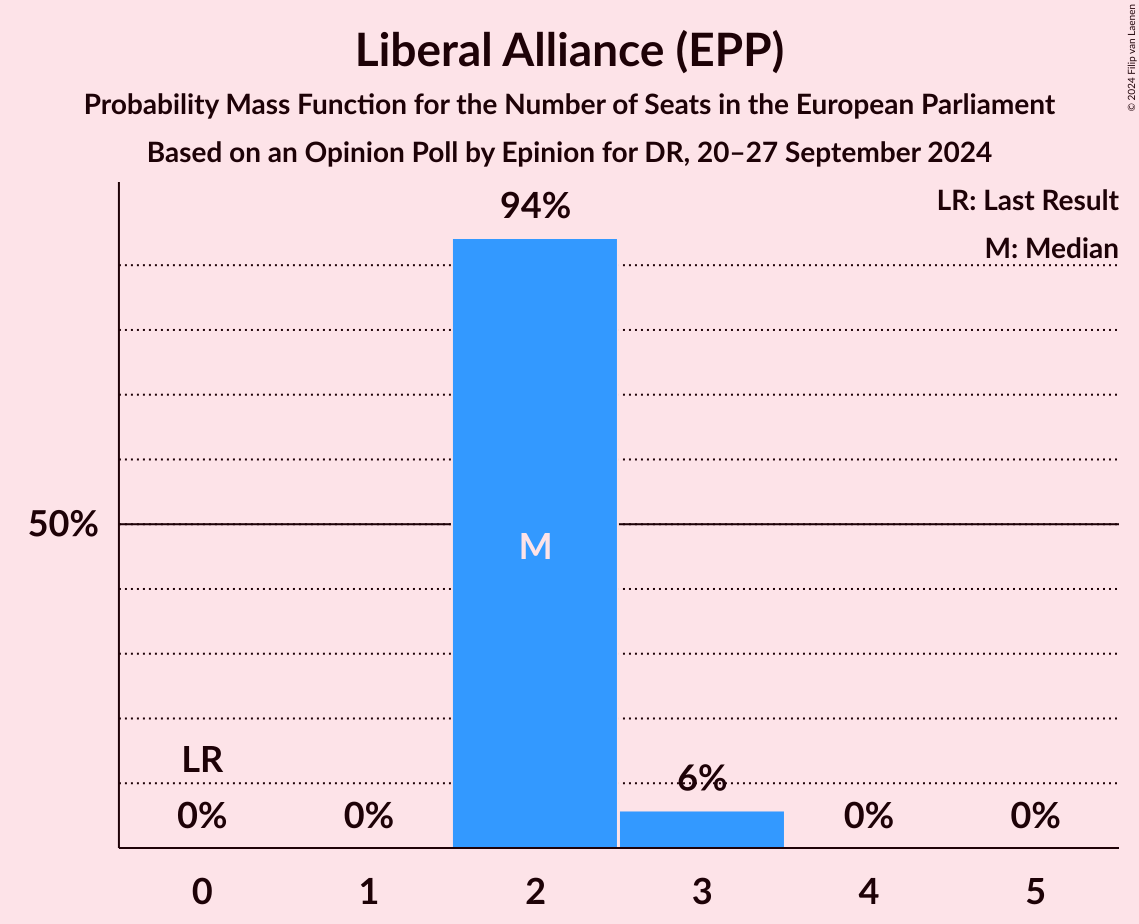 Liberal Alliance (EPP)
Probability Mass Function for the Number of Seats in the European Parliament
Based on an Opinion Poll by Epinion for DR, 20–27 September 2024
© 2024 Filip van Laenen
LR: Last Result
M: Median
94%
50%
M
LR
6%
0%
0%
0%
0%
0
1
2
3
4
5